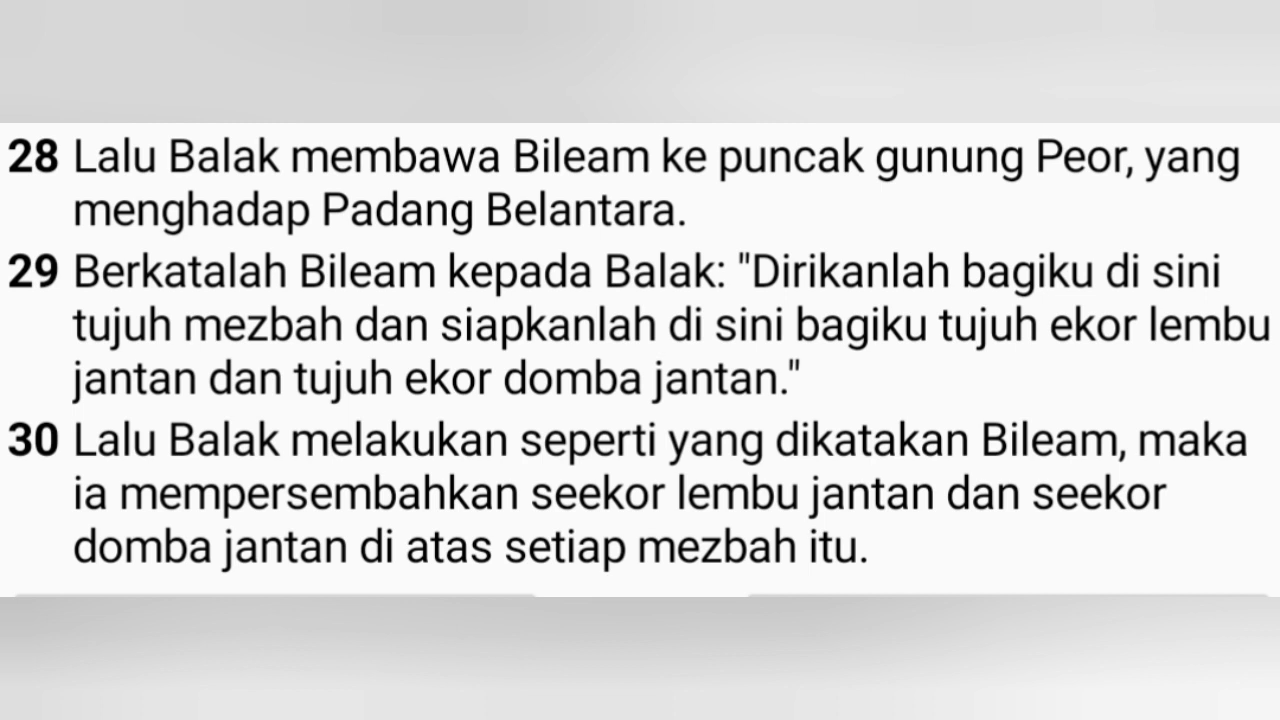 28 Lalu Balak membawa Bileam ke puncak gunung Peor, yang
menghadap Padang Belantara.
29 Berkatalah Bileam kepada Balak: "Dirikanlah bagiku di sini
tujuh mezbah dan siapkanlah di sini bagiku tujuh ekor lembu
jantan dan tujuh ekor domba jantan."
30 Lalu Balak melakukan seperti yang dikatakan Bileam, maka
ia mempersembahkan seekor lembu jantan dan seekor
domba jantan di atas setiap mezbah itu.